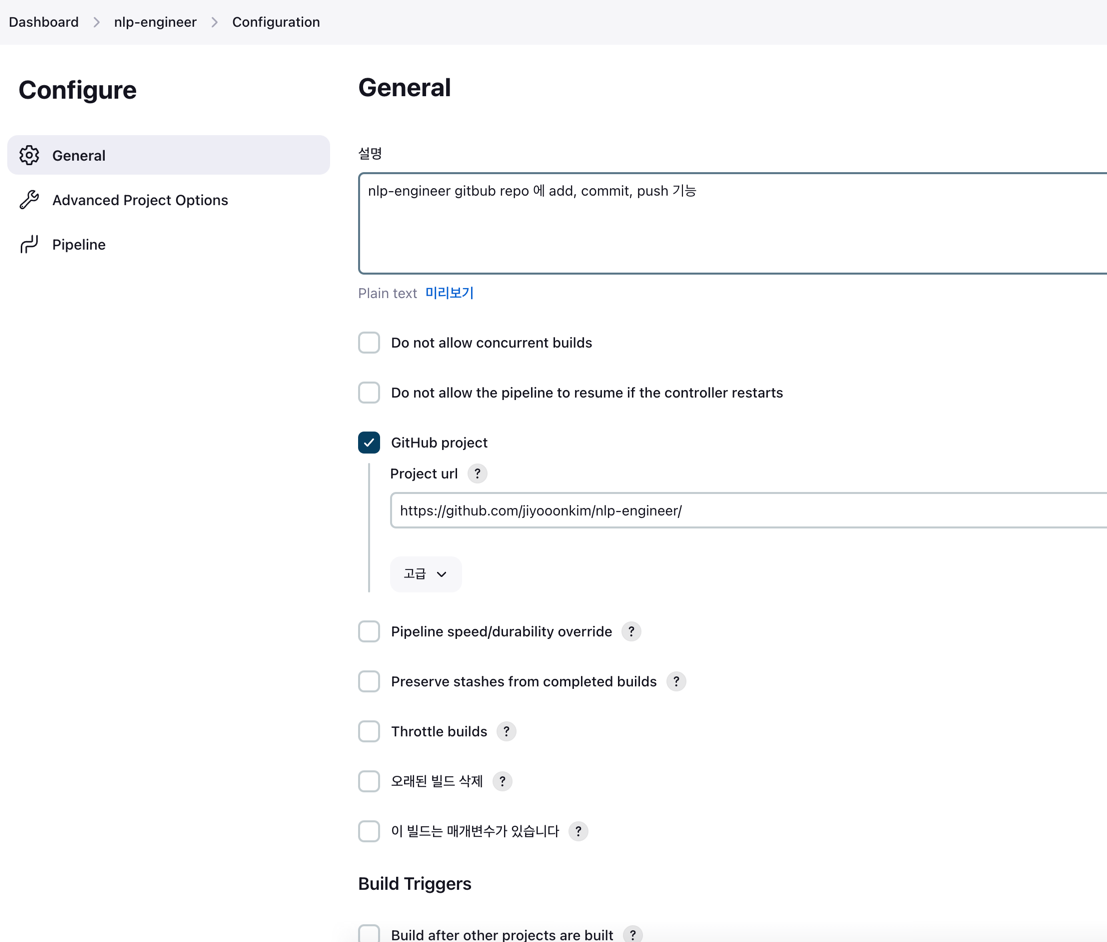 Dashboard > nlp-engineer > Configuration
Configure
General
Advanced Project Options
Pipeline
General
설명
nlp-engineer gitbub repo 에 add, commit, push 기능
Plain text 미리보기
Do not allow concurrent builds
Do not allow the pipeline to resume if the controller restarts
GitHub project
Project url ?
https://github.com/jiyooonkim/nlp-engineer/
고급
Pipeline speed/durability override ?
Preserve stashes from completed builds ?
Throttle builds ?
오래된 빌드 삭제 ?
이 빌드는 매개변수가 있습니다 ?
Build Triggers
Build after other projects are built ?